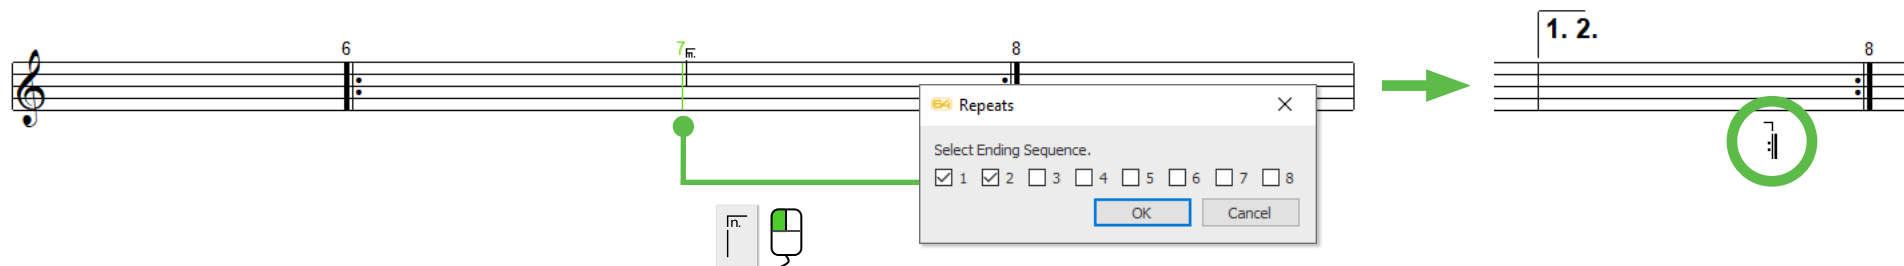 6
7
n.
8
64 Repeats
Select Ending Sequence.
1 2 3 4 5 6 7 8
OK Cancel
n.
1. 2.
8